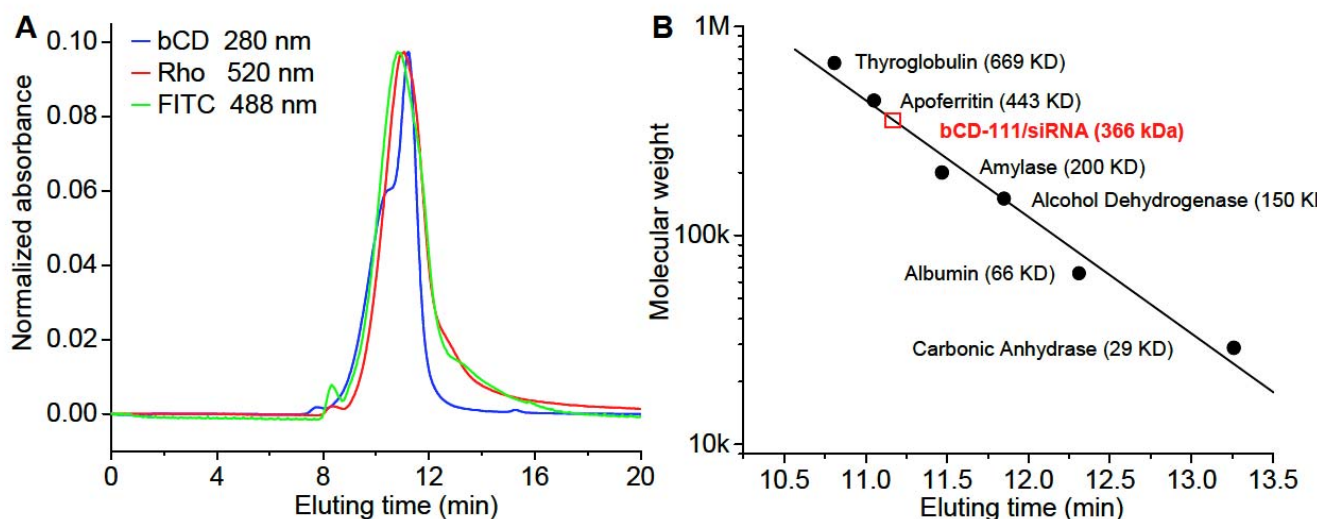 A
bCD 280 nm
Rho 520 nm
FITC 488 nm
Normalized absorbance
0.10
0.08
0.06
0.04
0.02
0.00
0 4 8 12 16 20
Eluting time (min)
B
Molecular weight
1M
100k
10k
Thyroglobulin (669 KD)
Apoferritin (443 KD)
bCD-111/siRNA (366 kDa)
Amylase (200 KD)
Alcohol Dehydrogenase (150 K
Albumin (66 KD)
Carbonic Anhydrase (29 KD)
10.5 11.0 11.5 12.0 12.5 13.0 13.5
Eluting time (min)